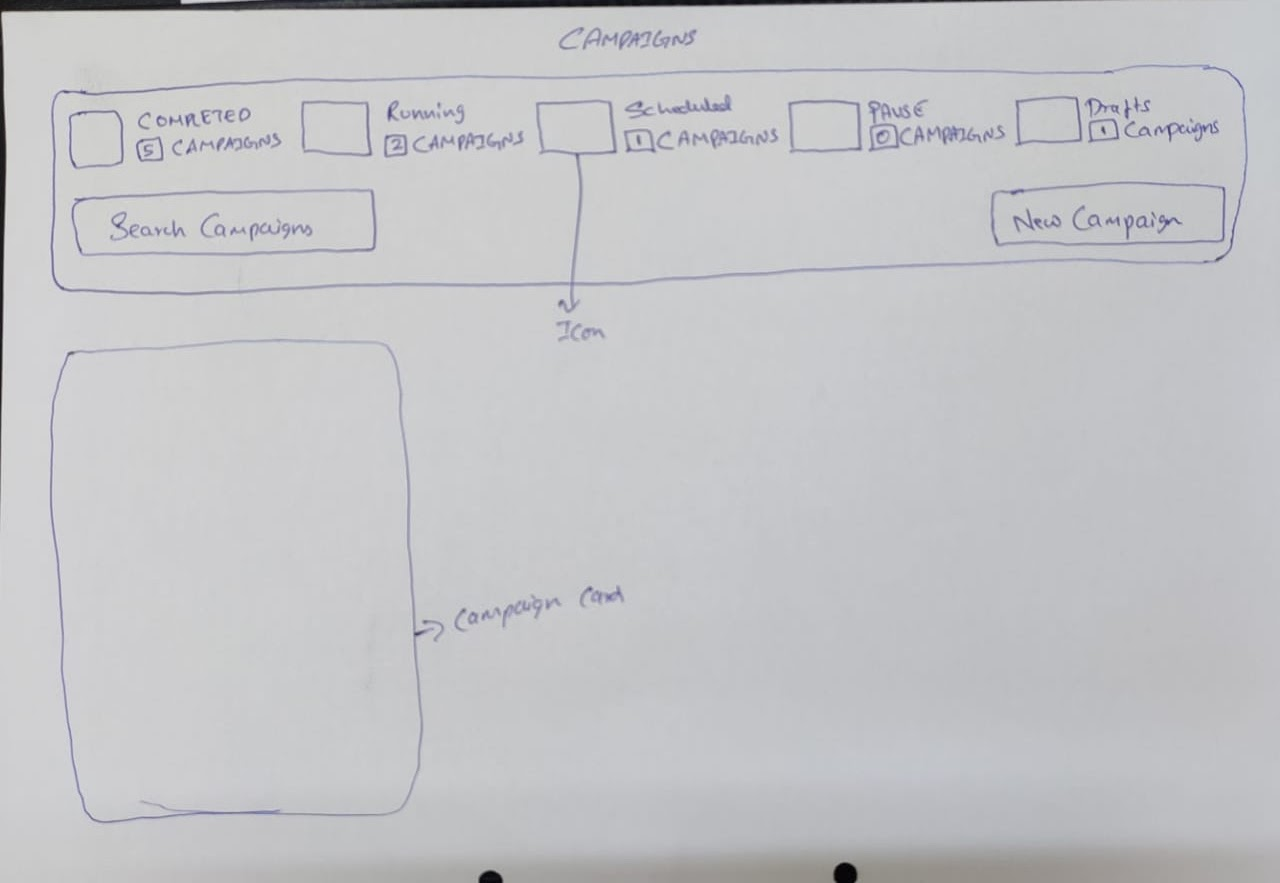 CAMPAIGNS
COMPLETED
5 CAMPAIGNS
Running
2 CAMPAIGNS
Scheduled
1 CAMPAIGNS
PAUSE
0 CAMPAIGNS
Drafts
1 Campaigns
Search Campaigns
New Campaign
Icon
Campaign Card